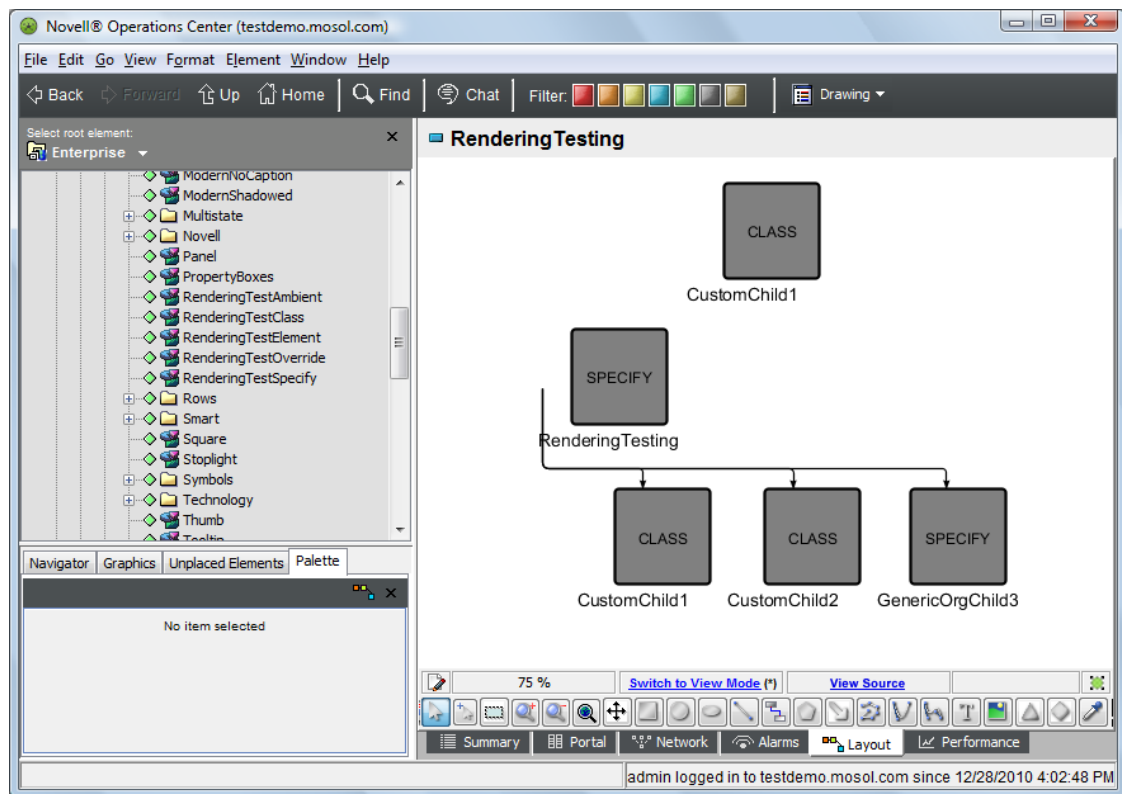 Novell® Operations Center (testdemo.mosol.com)
File Edit Go View Format Element Window Help
Back Forward Up Home Find Chat Filter: Drawing
Select root element:
Enterprise
RenderingTesting
ModernNoCaption
ModernShadowed
Multistate
Novell
Panel
PropertyBoxes
RenderingTestAmbient
RenderingTestClass
RenderingTestElement
RenderingTestOverride
RenderingTestSpecify
Rows
Smart
Square
Stoplight
Symbols
Technology
Thumb
Tooltip
Navigator Graphics Unplaced Elements Palette
No item selected
CLASS
CustomChild1
SPECIFY
RenderingTesting
CLASS CLASS SPECIFY
CustomChild1 CustomChild2 GenericOrgChild3
75 % Switch to View Mode (*) View Source
T
Summary Portal Network Alarms Layout Performance
admin logged in to testdemo.mosol.com since 12/28/2010 4:02:48 PM